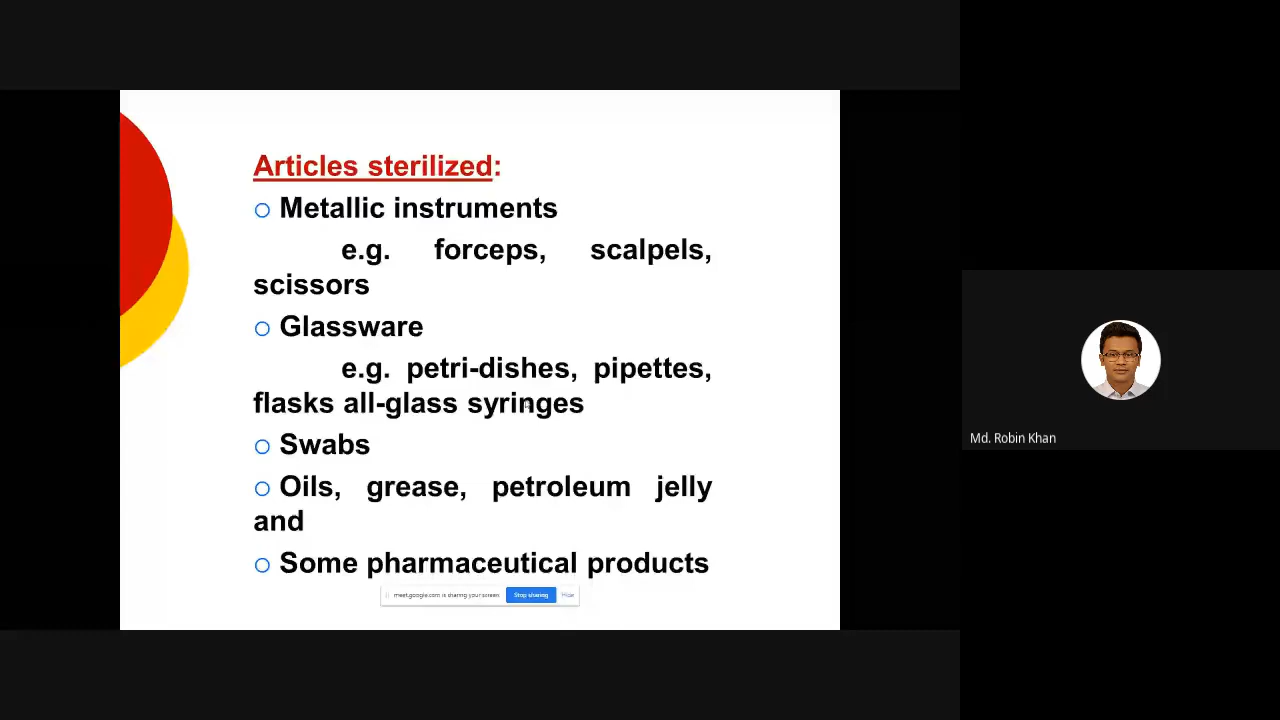 Articles sterilized:
Metallic instruments
e.g. forceps, scalpels,
scissors
Glassware
e.g. petri-dishes, pipettes,
flasks all-glass syringes
Swabs
Oils, grease, petroleum jelly
and
Some pharmaceutical products
meet.google.com is sharing your screen. Stop sharing Hide
Md. Robin Khan